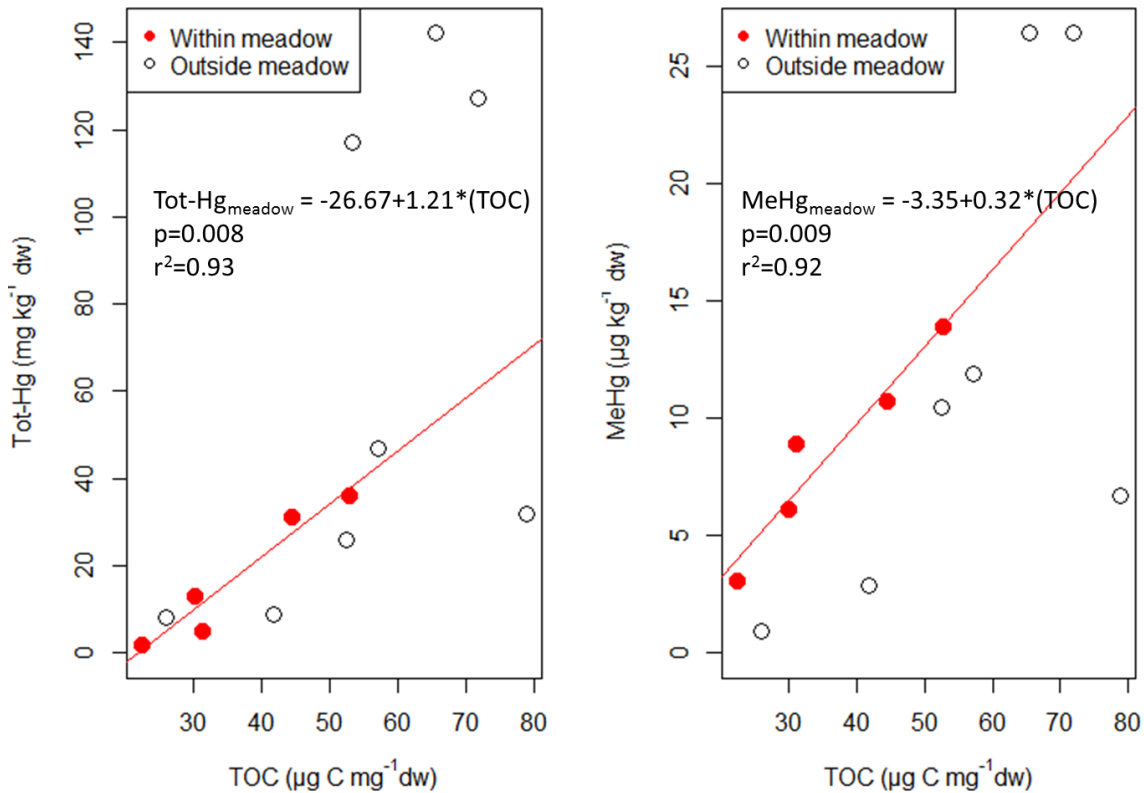 Within meadow
Outside meadow
Tot-Hgmeadow = -26.67+1.21*(TOC)
p=0.008
r²=0.93
Tot-Hg (mg kg⁻¹ dw)
0
20
40
60
80
100
120
140
30
40
50
60
70
80
TOC (µg C mg⁻¹dw)
Within meadow
Outside meadow
MeHgmeadow = -3.35+0.32*(TOC)
p=0.009
r²=0.92
MeHg (µg kg⁻¹ dw)
0
5
10
15
20
25
30
40
50
60
70
80
TOC (µg C mg⁻¹dw)